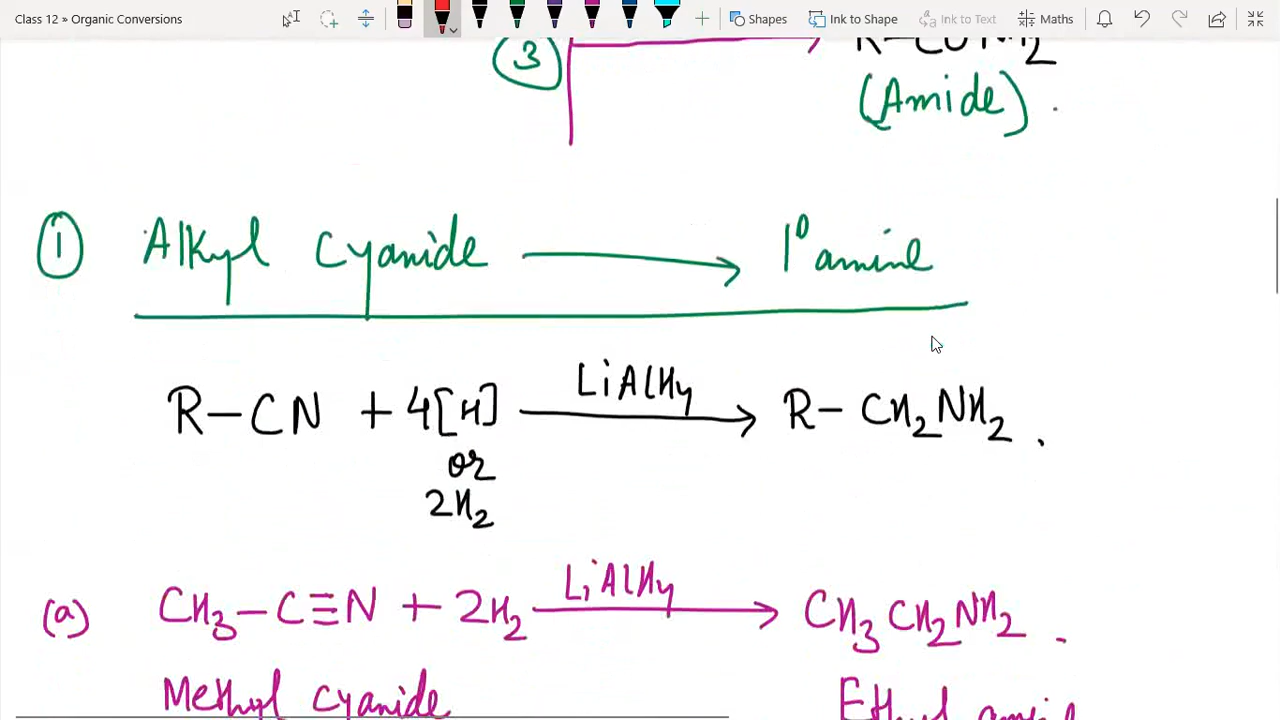 Class 12 » Organic Conversions
Shapes
Ink to Shape
Ink to Text
Maths
3
R-CONH2
(Amide).
1 Alkyl Cyanide → 1° amine
R-CN + 4[H] LiAlH4 → R-CH2NH2.
or
2H2
(a) CH3-C≡N + 2H2 LiAlH4 → CH3CH2NH2.
Methyl cyanide